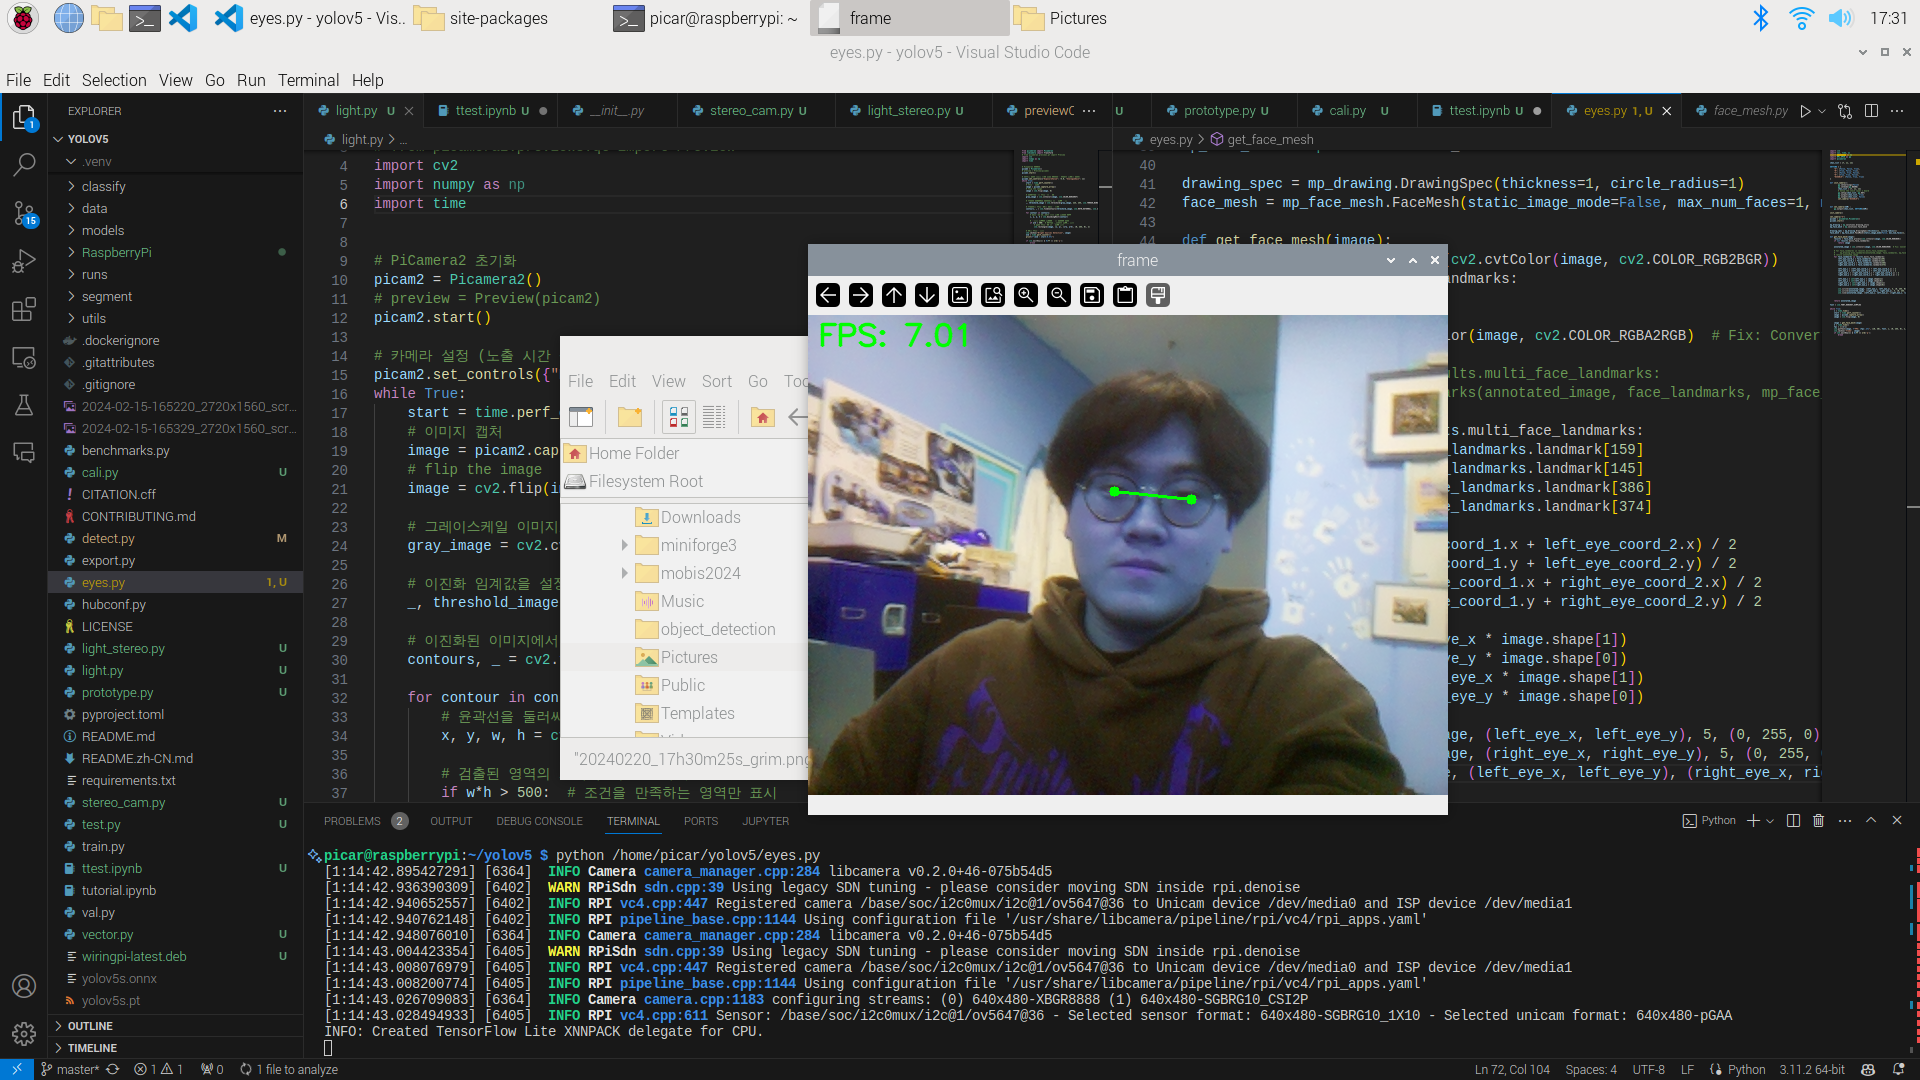 eyes.py - yolov5 - Vis..
site-packages
picar@raspberrypi: ~
frame
Pictures
17:31
eyes.py - yolov5 - Visual Studio Code
File Edit Selection View Go Run Terminal Help
EXPLORER
YOLOV5
.venv
classify
data
models
RaspberryPi
runs
segment
utils
.dockerignore
.gitattributes
.gitignore
2024-02-15-165220_2720x1560_scr...
2024-02-15-165329_2720x1560_scr...
benchmarks.py
cali.py U
CITATION.cff
CONTRIBUTING.md
detect.py M
export.py
eyes.py 1, U
hubconf.py
LICENSE
light_stereo.py U
light.py U
prototype.py U
pyproject.toml
README.md
README.zh-CN.md
requirements.txt
stereo_cam.py U
test.py U
train.py
ttest.ipynb U
tutorial.ipynb
val.py
vector.py U
wiringpi-latest.deb U
yolov5s.onnx
yolov5s.pt
OUTLINE
TIMELINE
light.py U
ttest.ipynb U
__init__.py
stereo_cam.py U
light_stereo.py U
previewC
light.py > ...
4 import cv2
5 import numpy as np
6 import time
7
8
9 # PiCamera2 초기화
10 picam2 = Picamera2()
11 # preview = Preview(picam2)
12 picam2.start()
13
14 # 카메라 설정 (노출 시간
15 picam2.set_controls({"
16 while True:
17 start = time.perf_
18 # 이미지 캡처
19 image = picam2.cap
20 # flip the image
21 image = cv2.flip(i
22
23 # 그레이스케일 이미지
24 gray_image = cv2.c
25
26 # 이진화 임계값을 설정
27 _, threshold_image
28
29 # 이진화된 이미지에서
30 contours, _ = cv2.
31
32 for contour in con
33 # 윤곽선을 둘러싸
34 x, y, w, h = c
35
36 # 검출된 영역의
37 if w*h > 500: # 조건을 만족하는 영역만 표시
File Edit View Sort Go Too
Home Folder
Filesystem Root
Downloads
miniforge3
mobis2024
Music
object_detection
Pictures
Public
Templates
"20240220_17h30m25s_grim.png
frame
FPS: 7.01
U
prototype.py U
cali.py U
ttest.ipynb U
eyes.py 1, U
face_mesh.py
eyes.py > get_face_mesh
40
41 drawing_spec = mp_drawing.DrawingSpec(thickness=1, circle_radius=1)
42 face_mesh = mp_face_mesh.FaceMesh(static_image_mode=False, max_num_faces=1,
43
44 def get_face_mesh(image):
cv2.cvtColor(image, cv2.COLOR_RGB2BGR))
ndmarks:
or(image, cv2.COLOR_RGBA2RGB) # Fix: Conver
ults.multi_face_landmarks:
arks(annotated_image, face_landmarks, mp_face_
ts.multi_face_landmarks:
e_landmarks.landmark[159]
e_landmarks.landmark[145]
e_landmarks.landmark[386]
e_landmarks.landmark[374]
coord_1.x + left_eye_coord_2.x) / 2
coord_1.y + left_eye_coord_2.y) / 2
e_coord_1.x + right_eye_coord_2.x) / 2
e_coord_1.y + right_eye_coord_2.y) / 2
ye_x * image.shape[1])
ye_y * image.shape[0])
eye_x * image.shape[1])
eye_y * image.shape[0])
age, (left_eye_x, left_eye_y), 5, (0, 255, 0)
age, (right_eye_x, right_eye_y), 5, (0, 255,
e, (left_eye_x, left_eye_y), (right_eye_x, ri
PROBLEMS 2 OUTPUT DEBUG CONSOLE TERMINAL PORTS JUPYTER
Python
picar@raspberrypi:~/yolov5 $ python /home/picar/yolov5/eyes.py
[1:14:42.895427291] [6364] INFO Camera camera_manager.cpp:284 libcamera v0.2.0+46-075b54d5
[1:14:42.936390309] [6402] WARN RPiSdn sdn.cpp:39 Using legacy SDN tuning - please consider moving SDN inside rpi.denoise
[1:14:42.940652557] [6402] INFO RPI vc4.cpp:447 Registered camera /base/soc/i2c0mux/i2c@1/ov5647@36 to Unicam device /dev/media0 and ISP device /dev/media1
[1:14:42.940762148] [6402] INFO RPI pipeline_base.cpp:1144 Using configuration file '/usr/share/libcamera/pipeline/rpi/vc4/rpi_apps.yaml'
[1:14:42.948076010] [6364] INFO Camera camera_manager.cpp:284 libcamera v0.2.0+46-075b54d5
[1:14:43.004423354] [6405] WARN RPiSdn sdn.cpp:39 Using legacy SDN tuning - please consider moving SDN inside rpi.denoise
[1:14:43.008076979] [6405] INFO RPI vc4.cpp:447 Registered camera /base/soc/i2c0mux/i2c@1/ov5647@36 to Unicam device /dev/media0 and ISP device /dev/media1
[1:14:43.008200774] [6405] INFO RPI pipeline_base.cpp:1144 Using configuration file '/usr/share/libcamera/pipeline/rpi/vc4/rpi_apps.yaml'
[1:14:43.026709083] [6364] INFO Camera camera.cpp:1183 configuring streams: (0) 640x480-XBGR8888 (1) 640x480-SGBRG10_CSI2P
[1:14:43.028494933] [6405] INFO RPI vc4.cpp:611 Sensor: /base/soc/i2c0mux/i2c@1/ov5647@36 - Selected sensor format: 640x480-SGBRG10_1X10 - Selected unicam format: 640x480-pGAA
INFO: Created TensorFlow Lite XNNPACK delegate for CPU.
master* 1 1 0 1 file to analyze
Ln 72, Col 104 Spaces: 4 UTF-8 LF Python 3.11.2 64-bit